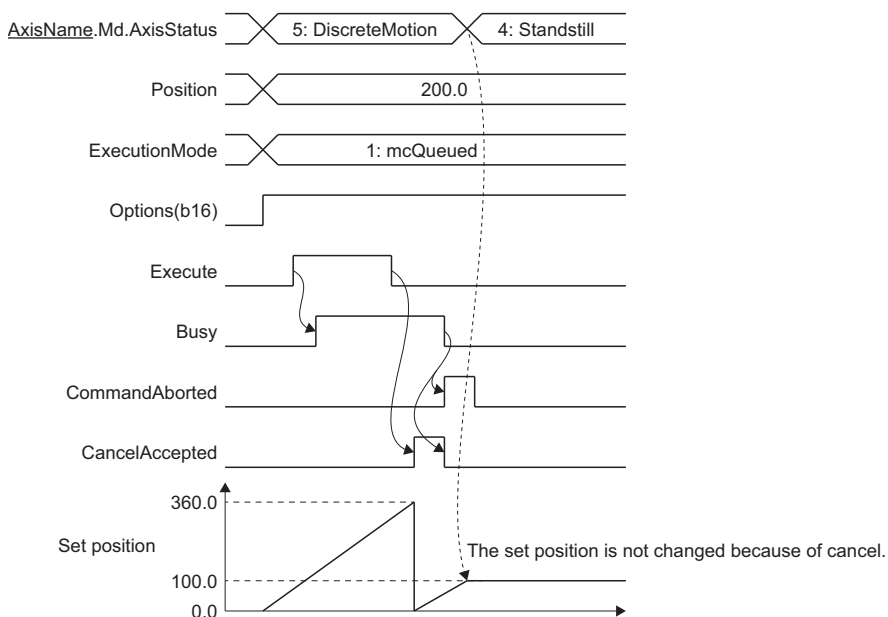 AxisName.Md.AxisStatus 5: DiscreteMotion 4: Standstill
Position 200.0
ExecutionMode 1: mcQueued
Options(b16)
Execute
Busy
CommandAborted
CancelAccepted
360.0
Set position
The set position is not changed because of cancel.
100.0
0.0